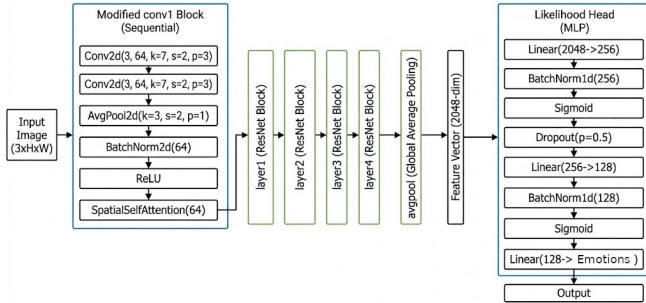 Modified conv1 Block
(Sequential)
Conv2d(3, 64, k=7, s=2, p=3)
Conv2d(3, 64, k=7, s=2, p=3)
AvgPool2d(k=3, s=2, p=1)
BatchNorm2d(64)
ReLU
SpatialSelfAttention(64)
Input
Image
(3xHxW)
layer1 (ResNet Block)
layer2 (ResNet Block)
layer3 (ResNet Block)
layer4 (ResNet Block)
avgpool (Global Average Pooling)
Feature Vector (2048-dim)
Likelihood Head
(MLP)
Linear(2048->256)
BatchNorm1d(256)
Sigmoid
Dropout(p=0.5)
Linear(256->128)
BatchNorm1d(128)
Sigmoid
Linear(128-> Emotions )
Output